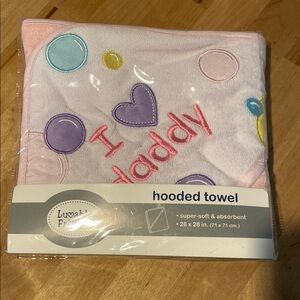 I
daddy
hooded towel
• super-soft & absorbent
• 28 x 28 in. (71 x 71 cm.)